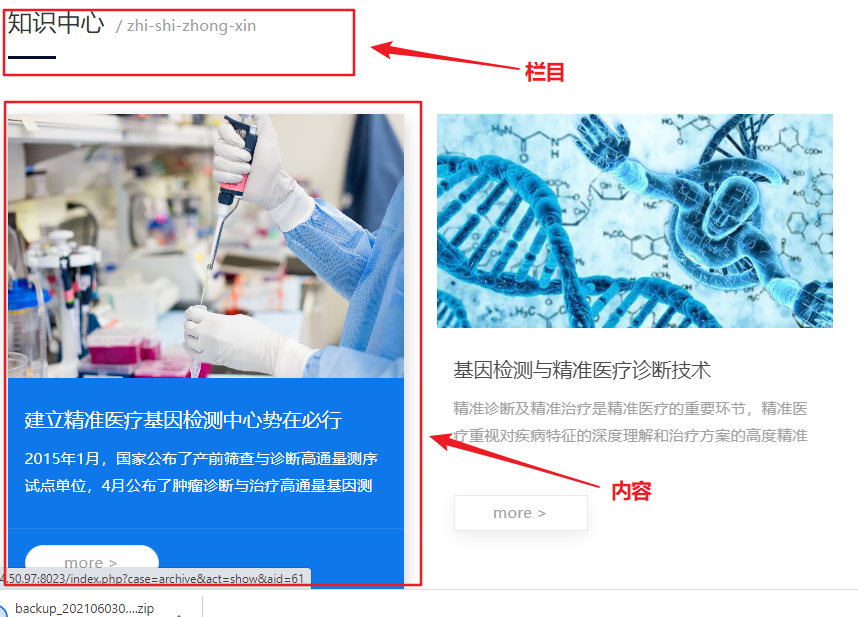 知识中心 / zhi-shi-zhong-xin
栏目
建立精准医疗基因检测中心势在必行
2015年1月，国家公布了产前筛查与诊断高通量测序
试点单位，4月公布了肿瘤诊断与治疗高通量基因测
more >
基因检测与精准医疗诊断技术
精准诊断及精准治疗是精准医疗的重要环节，精准医
疗重视对疾病特征的深度理解和治疗方案的高度精准
内容
more >
4.50.97:8023/index.php?case=archive&act=show&aid=61
backup_202106030....zip